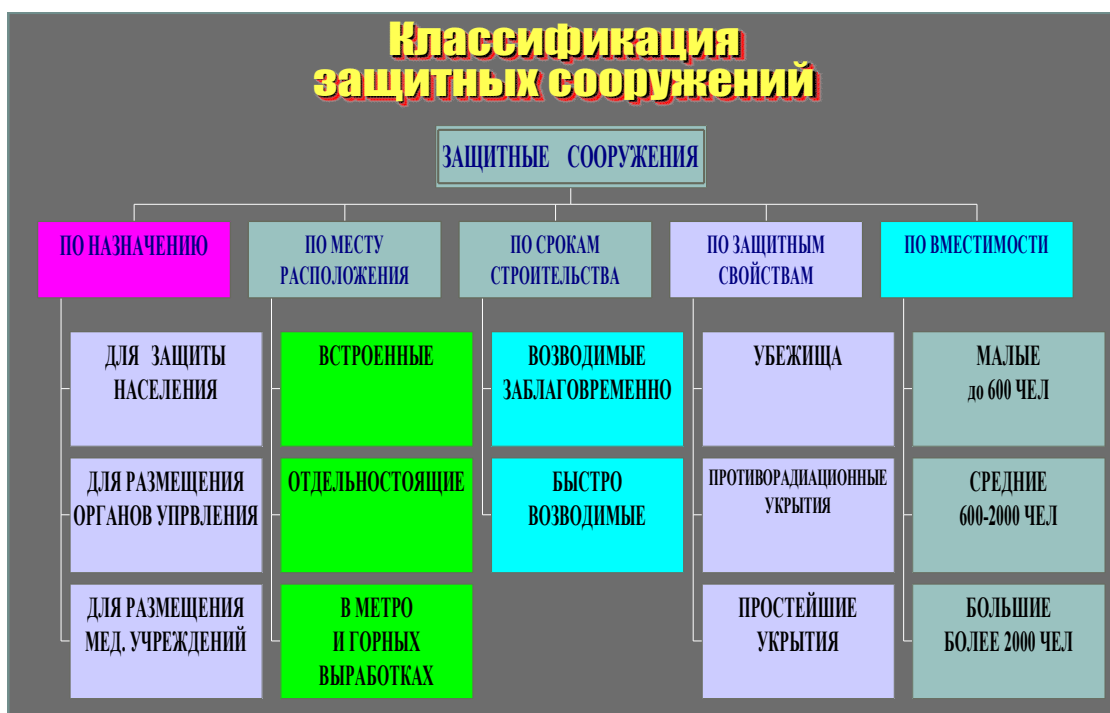 Классификация
защитных сооружений
ЗАЩИТНЫЕ СООРУЖЕНИЯ
ПО НАЗНАЧЕНИЮ
ДЛЯ ЗАЩИТЫ
НАСЕЛЕНИЯ
ДЛЯ РАЗМЕЩЕНИЯ
ОРГАНОВ УПРВЛЕНИЯ
ДЛЯ РАЗМЕЩЕНИЯ
МЕД. УЧРЕЖДЕНИЙ
ПО МЕСТУ
РАСПОЛОЖЕНИЯ
ВСТРОЕННЫЕ
ОТДЕЛЬНОСТОЯЩИЕ
В МЕТРО
И ГОРНЫХ
ВЫРАБОТКАХ
ПО СРОКАМ
СТРОИТЕЛЬСТВА
ВОЗВОДИМЫЕ
ЗАБЛАГОВРЕМЕННО
БЫСТРО
ВОЗВОДИМЫЕ
ПО ЗАЩИТНЫМ
СВОЙСТВАМ
УБЕЖИЩА
ПРОТИВОРАДИАЦИОННЫЕ
УКРЫТИЯ
ПРОСТЕЙШИЕ
УКРЫТИЯ
ПО ВМЕСТИМОСТИ
МАЛЫЕ
до 600 ЧЕЛ
СРЕДНИЕ
600-2000 ЧЕЛ
БОЛЬШИЕ
БОЛЕЕ 2000 ЧЕЛ